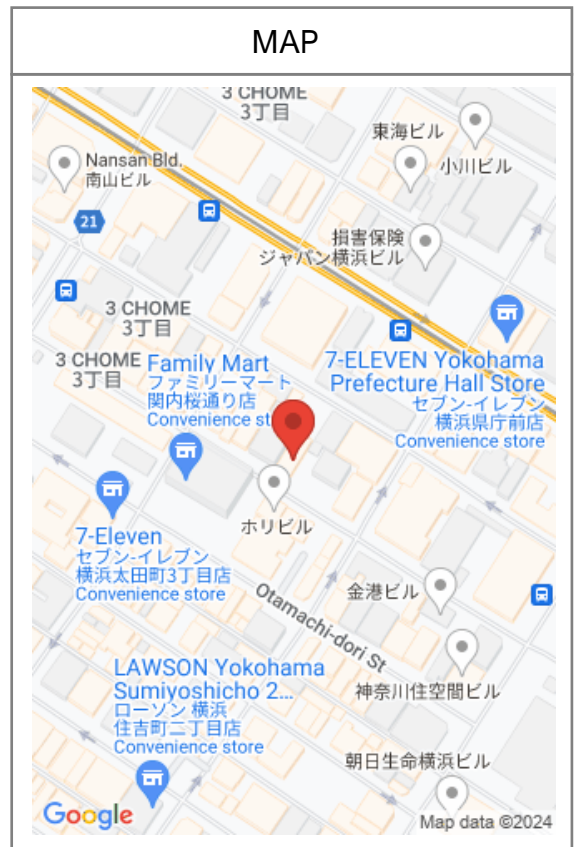 MAP
3 CHOME
3丁目
東海ビル
小川ビル
Nansan Bld.
南山ビル
21
損害保険
ジャパン横浜ビル
3 CHOME
3丁目
3 CHOME
3丁目
Family Mart
ファミリーマート
関内桜通り店
Convenience st
7-ELEVEN Yokohama
Prefecture Hall Store
セブン-イレブン
横浜県庁前店
Convenience store
ホリビル
7-Eleven
セブン-イレブン
横浜太田町3丁目店
Convenience store
金港ビル
Otamachi-dori St
LAWSON Yokohama
Sumiyoshicho 2...
ローソン 横浜
住吉町二丁目店
Convenience store
神奈川住空間ビル
朝日生命横浜ビル
Google
Map data ©2024